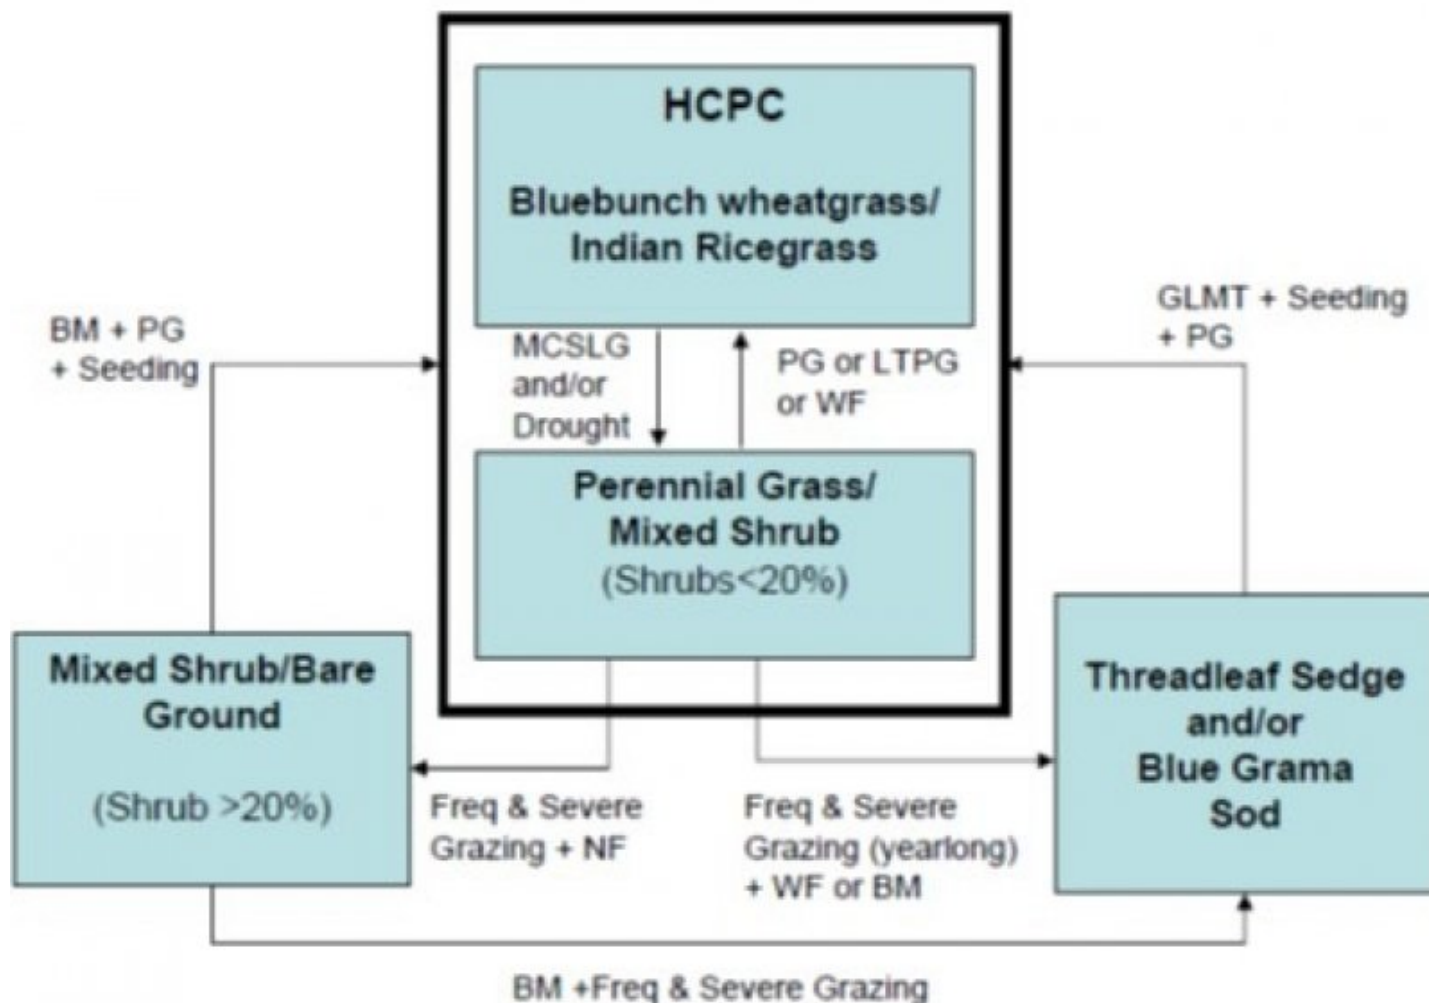 HCPC
Bluebunch wheatgrass/
Indian Ricegrass
BM + PG
+ Seeding
MCSLG
and/or
Drought
PG or LTPG
or WF
GLMT + Seeding
+ PG
Perennial Grass/
Mixed Shrub
(Shrubs<20%)
Mixed Shrub/Bare
Ground
(Shrub >20%)
Threadleaf Sedge
and/or
Blue Grama
Sod
Freq & Severe
Grazing + NF
Freq & Severe
Grazing (yearlong)
+ WF or BM
BM +Freq & Severe Grazing